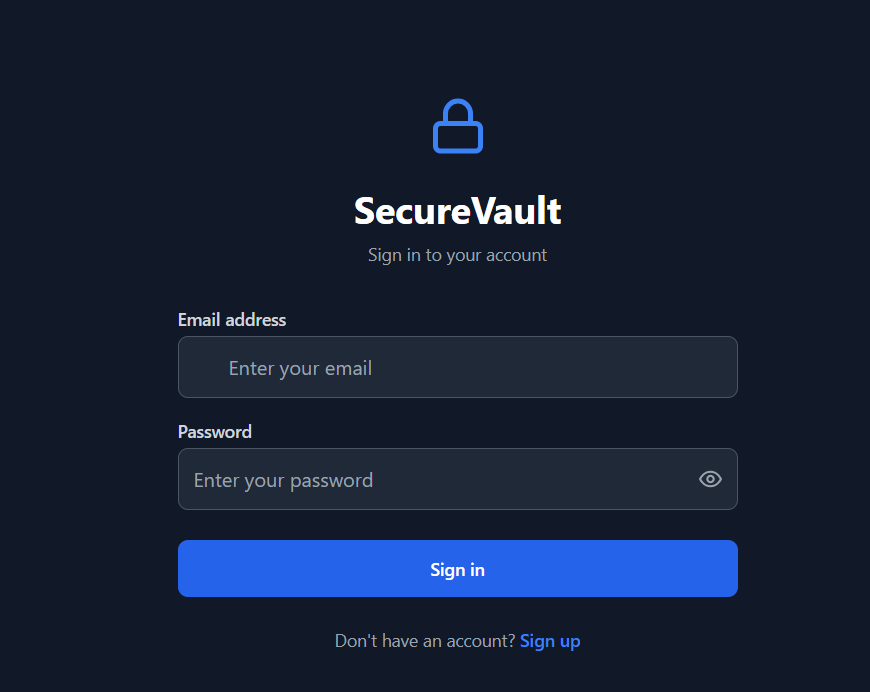 SecureVault
Sign in to your account
Email address
Enter your email
Password
Enter your password
Sign in
Don't have an account? Sign up